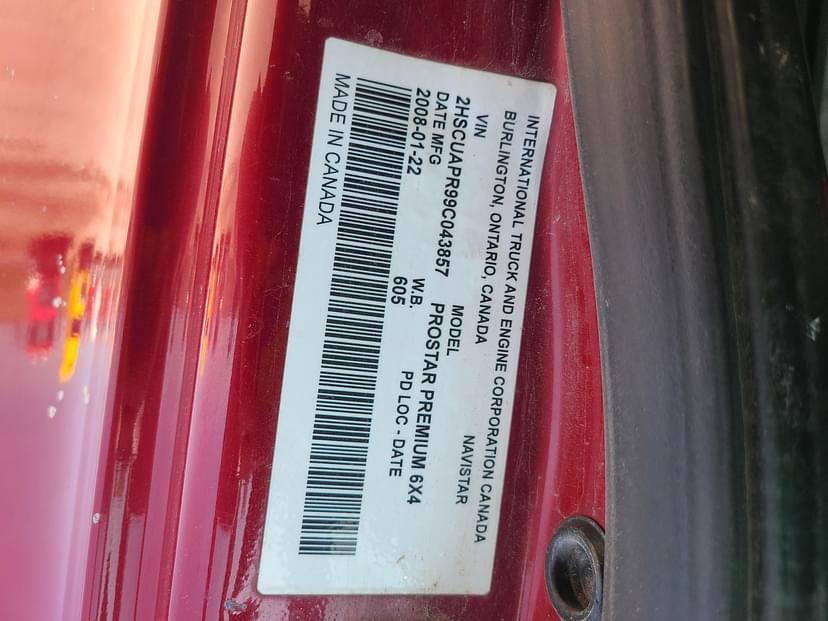 INTERNATIONAL TRUCK AND ENGINE CORPORATION CANADA
BURLINGTON, ONTARIO, CANADA NAVISTAR
VIN MODEL
2HSCUAPR99C043857 PROSTAR PREMIUM 6X4
DATE MFG W.B. PD LOC - DATE
2008-01-22 605
MADE IN CANADA